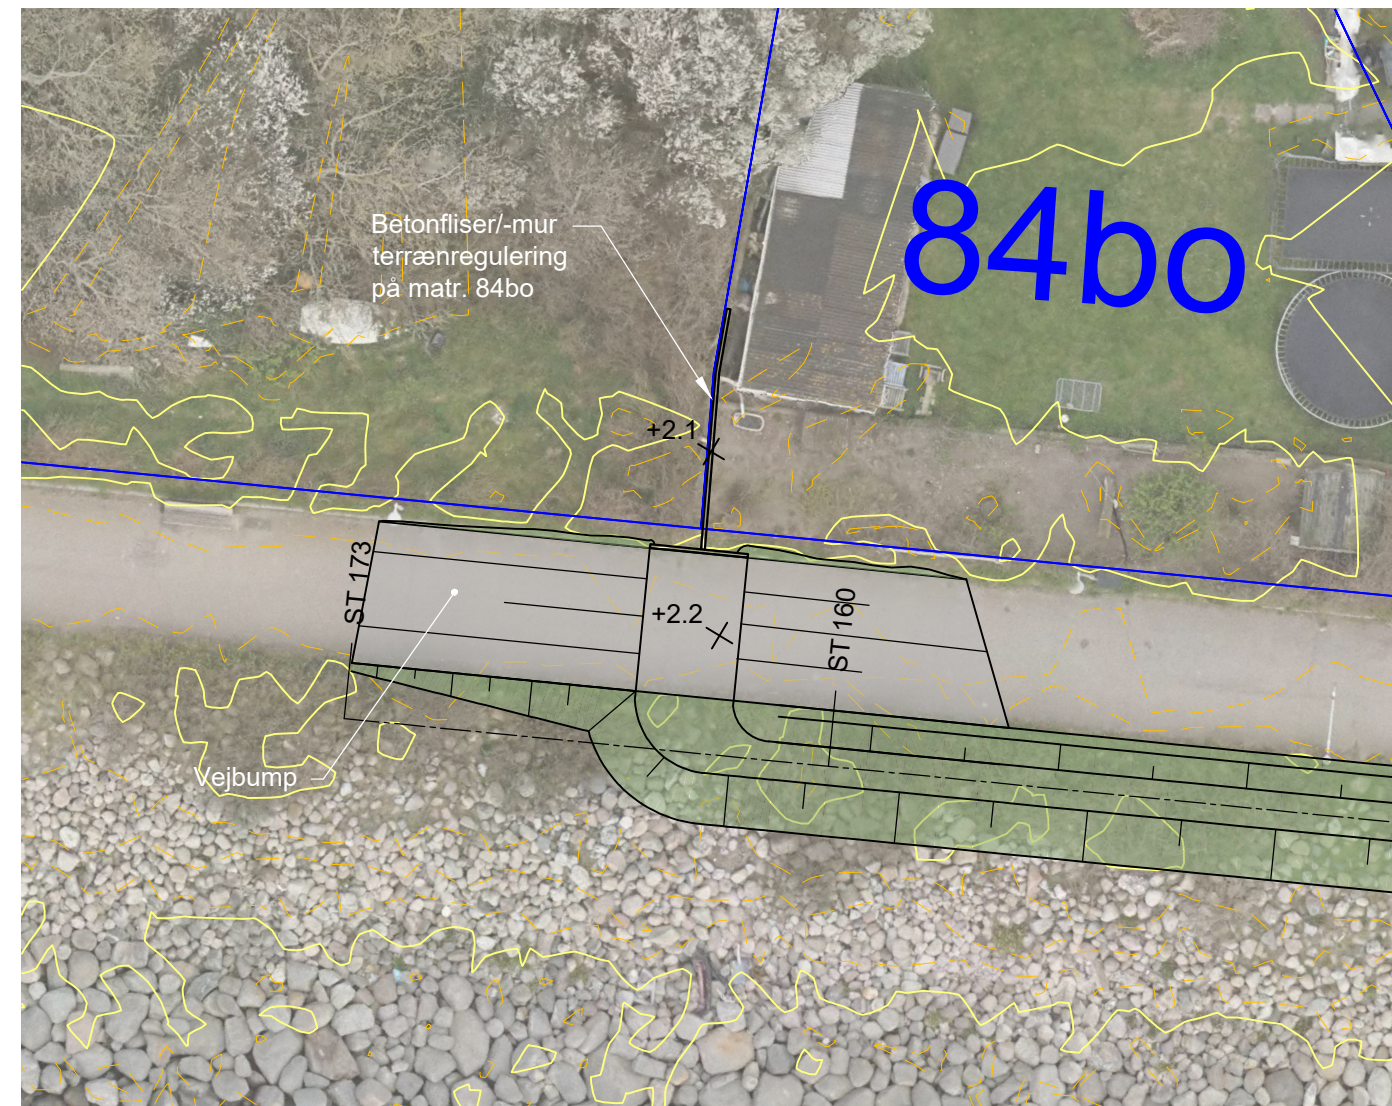 84bo
Betonfliser/-mur
terrænregulering
på matr. 84bo
+2.1
ST 173
+2.2
ST 160
Vejbump